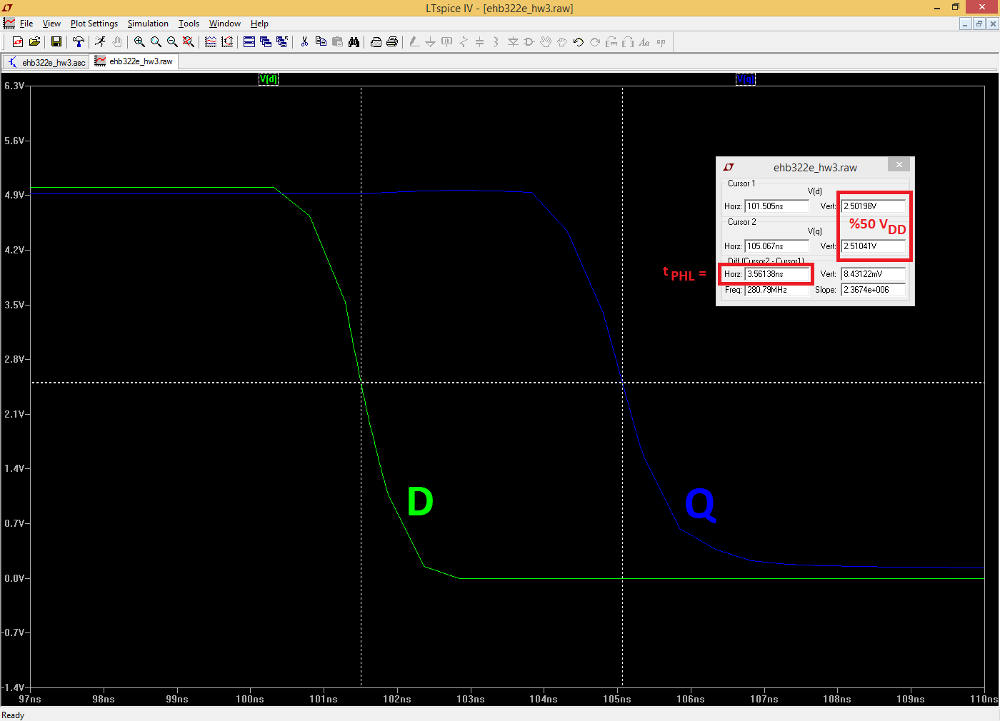 LTspice IV - [ehb322e_hw3.raw]
File View Plot Settings Simulation Tools Window Help
ehb322e_hw3.asc ehb322e_hw3.raw
V(d) V(q)
6.3V
5.6V
4.9V
4.2V
3.5V
2.8V
2.1V
1.4V
0.7V
0.0V
-0.7V
-1.4V
ehb322e_hw3.raw
Cursor 1
V(d)
Horz: 101.505ns Vert: 2.50198V
%50 VDD
Cursor 2
V(q)
Horz: 105.067ns Vert: 2.51041V
Diff (Cursor2 - Cursor1)
t PHL =
Horz: 3.56138ns Vert: 8.43122mV
Freq: 280.79MHz Slope: 2.3674e+006
D
Q
97ns 98ns 99ns 100ns 101ns 102ns 103ns 104ns 105ns 106ns 107ns 108ns 109ns 110ns
Ready